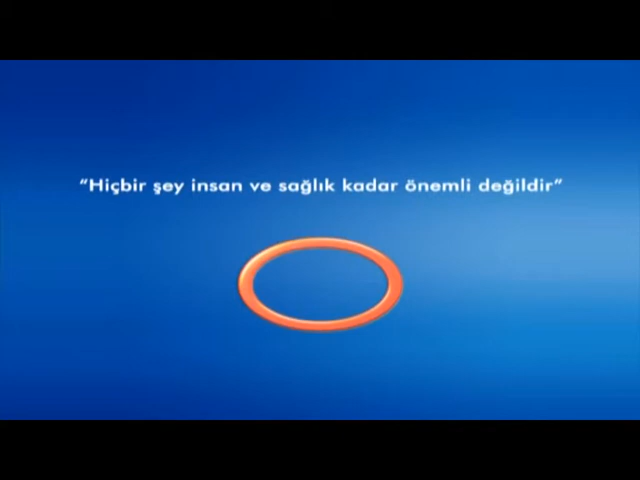 “Hiçbir şey insan ve sağlık kadar önemli değildir”